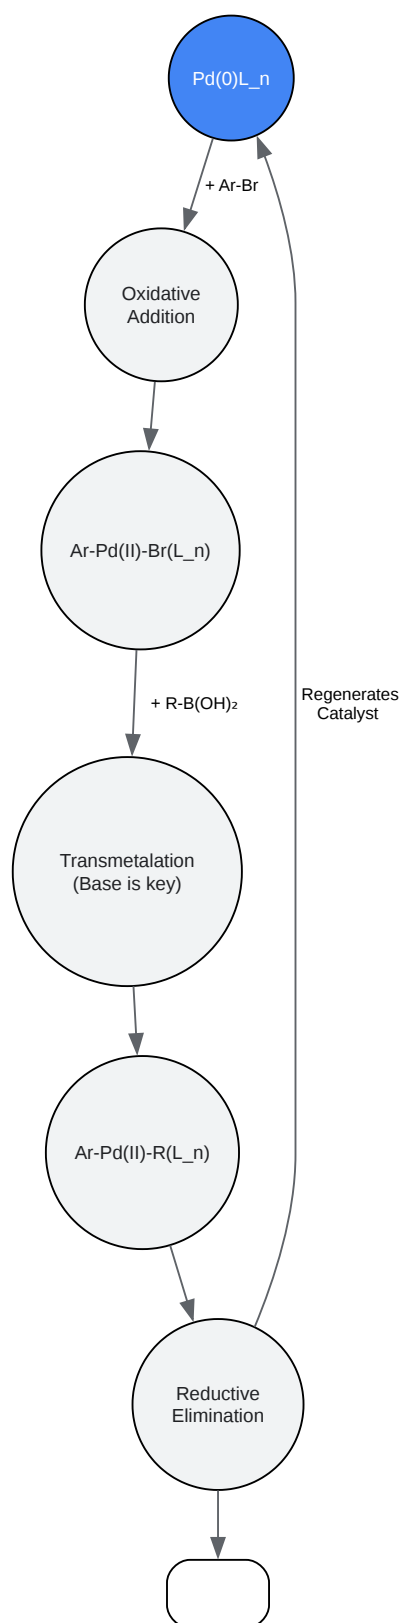 Pd(0)L_n
+ Ar-Br
Oxidative
Addition
Ar-Pd(II)-Br(L_n)
+ R-B(OH)₂
Regenerates
Catalyst
Transmetalation
(Base is key)
Ar-Pd(II)-R(L_n)
Reductive
Elimination